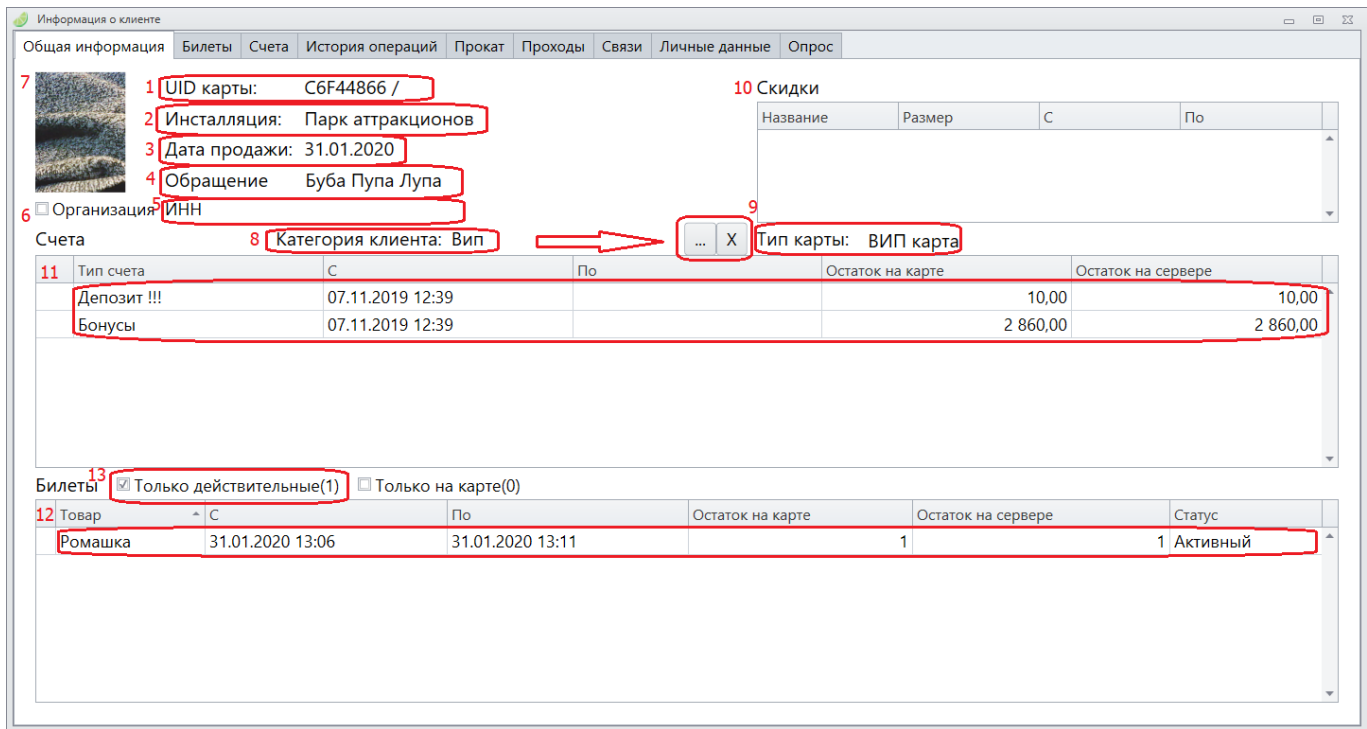 Информация о клиенте
Общая информация Билеты Счета История операций Прокат Проходы Связи Личные данные Опрос
7 1 UID карты: C6F44866 / 10 Скидки
2 Инсталляция: Парк аттракционов Название Размер С По
3 Дата продажи: 31.01.2020
4 Обращение Буба Пупа Лупа
6 Организация 5 ИНН 9
Счета 8 Категория клиента: Вип ... X Тип карты: ВИП карта
11 Тип счета С По Остаток на карте Остаток на сервере
Депозит !!! 07.11.2019 12:39 10,00 10,00
Бонусы 07.11.2019 12:39 2 860,00 2 860,00
Билеты 13 Только действительные(1) Только на карте(0)
12 Товар С По Остаток на карте Остаток на сервере Статус
Ромашка 31.01.2020 13:06 31.01.2020 13:11 1 1 Активный